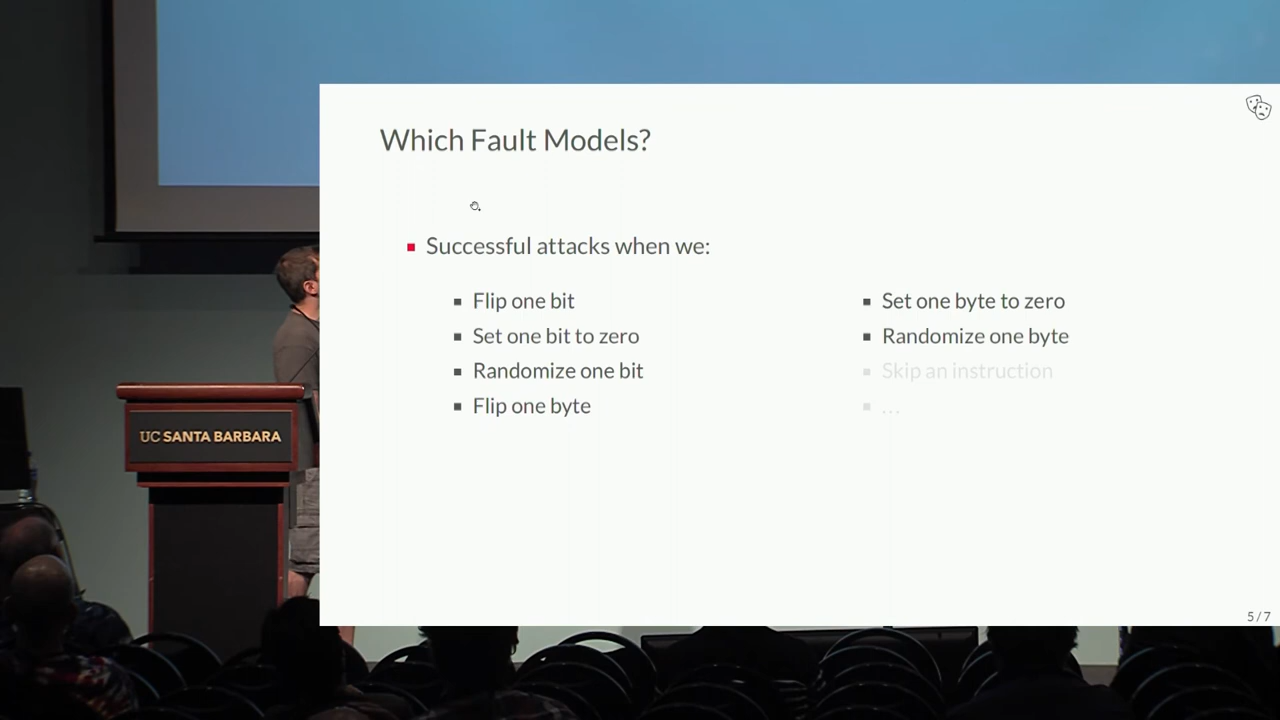 Which Fault Models?
Successful attacks when we:
Flip one bit
Set one bit to zero
Randomize one bit
Flip one byte
Set one byte to zero
Randomize one byte
Skip an instruction
...
UC SANTA BARBARA
5 / 7